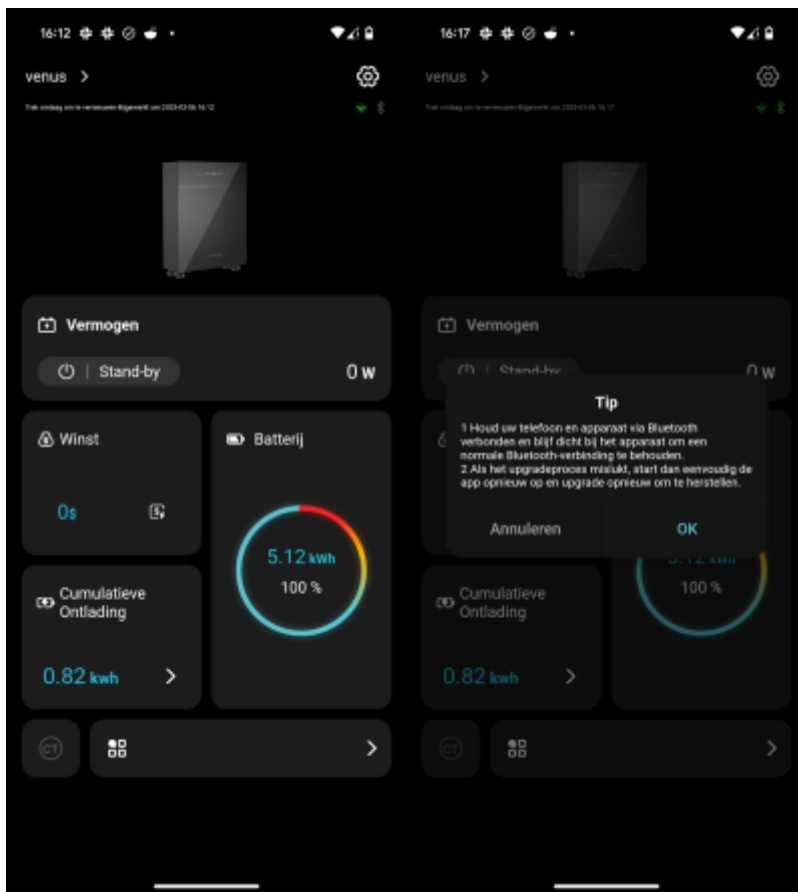 16:12
venus >
Vermogen
Stand-by
0 W
Winst
0s
Batterij
5.12 kwh
100 %
Cumulatieve
Ontlading
0.82 kwh >
CT
>
16:17
venus >
Vermogen
Stand-by
0 W
Tip
1 Houd uw telefoon en apparaat via Bluetooth
verbonden en blijf dicht bij het apparaat om een
normale Bluetooth-verbinding te behouden.
2 Als het upgradeproces mislukt, start dan eenvoudig de
app opnieuw op en upgrade opnieuw om te herstellen.
Annuleren
OK
5.12 kwh
100 %
Cumulatieve
Ontlading
0.82 kwh >
CT
>